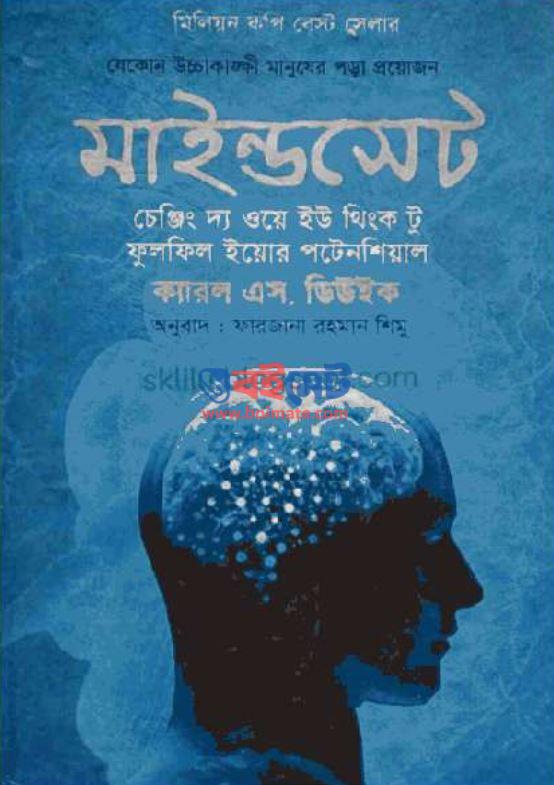 মিলিয়ন কপি বেস্ট সেলার
যেকোন উচ্চাকাঙ্ক্ষী মানুষের পড়া প্রয়োজন
মাইন্ডসেট
চেঞ্জিং দ্য ওয়ে ইউ থিংক টু
ফুলফিল ইয়োর পটেনশিয়াল
ক্যারল এস. ডিউইক
অনুবাদ : ফারজানা রহমান শিমু
বইমেট
www.boimate.com